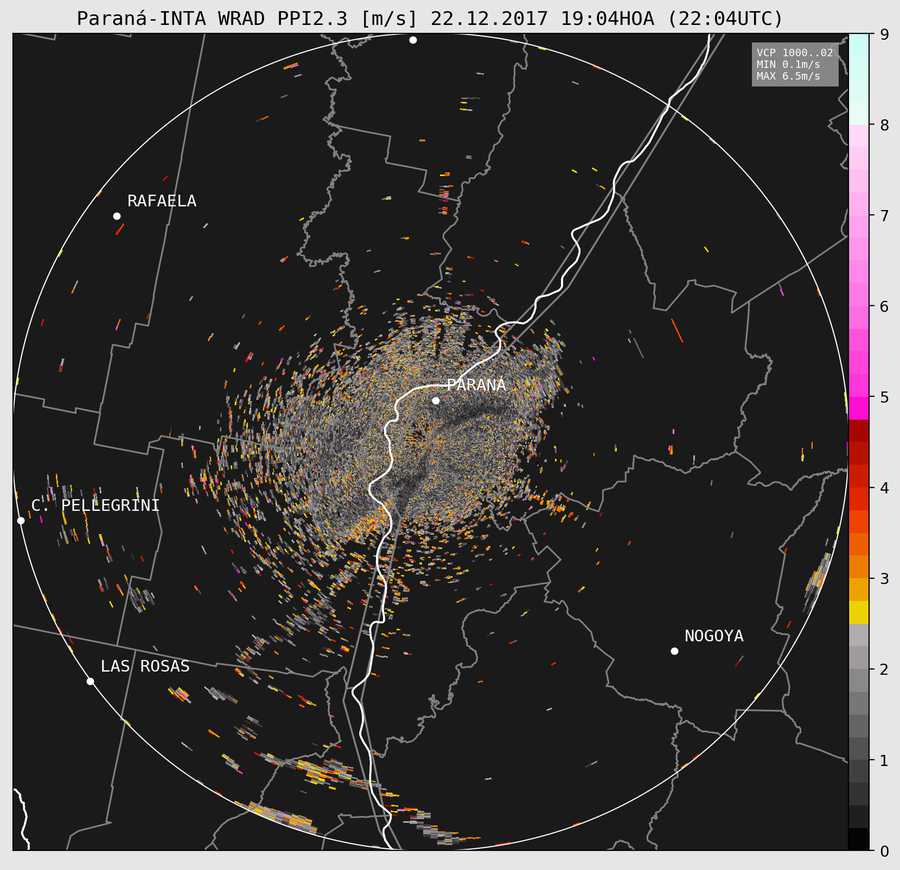 Paraná-INTA WRAD PPI2.3 [m/s] 22.12.2017 19:04HOA (22:04UTC)
VCP 1000..02
MIN 0.1m/s
MAX 6.5m/s
9
8
7
6
5
4
3
2
1
0
RAFAELA
PARANÁ
C. PELLEGRINI
NOGOYA
LAS ROSAS